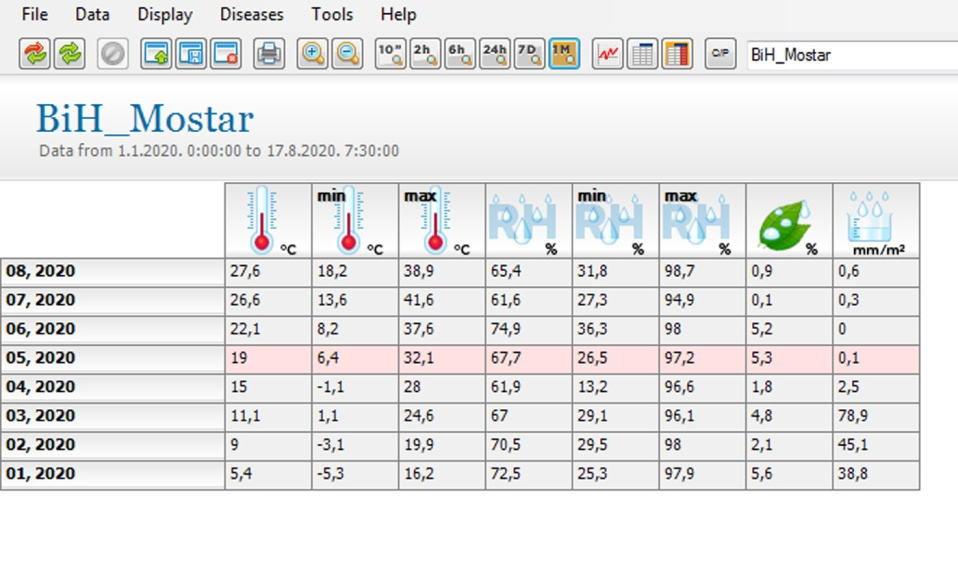 File Data Display Diseases Tools Help
10" 2h 6h 24h 7D 1M C/P BiH_Mostar
BiH_Mostar
Data from 1.1.2020. 0:00:00 to 17.8.2020. 7:30:00
°C min °C max °C RH % min RH % max RH % % mm/m²
08, 2020 27,6 18,2 38,9 65,4 31,8 98,7 0,9 0,6
07, 2020 26,6 13,6 41,6 61,6 27,3 94,9 0,1 0,3
06, 2020 22,1 8,2 37,6 74,9 36,3 98 5,2 0
05, 2020 19 6,4 32,1 67,7 26,5 97,2 5,3 0,1
04, 2020 15 -1,1 28 61,9 13,2 96,6 1,8 2,5
03, 2020 11,1 1,1 24,6 67 29,1 96,1 4,8 78,9
02, 2020 9 -3,1 19,9 70,5 29,5 98 2,1 45,1
01, 2020 5,4 -5,3 16,2 72,5 25,3 97,9 5,6 38,8